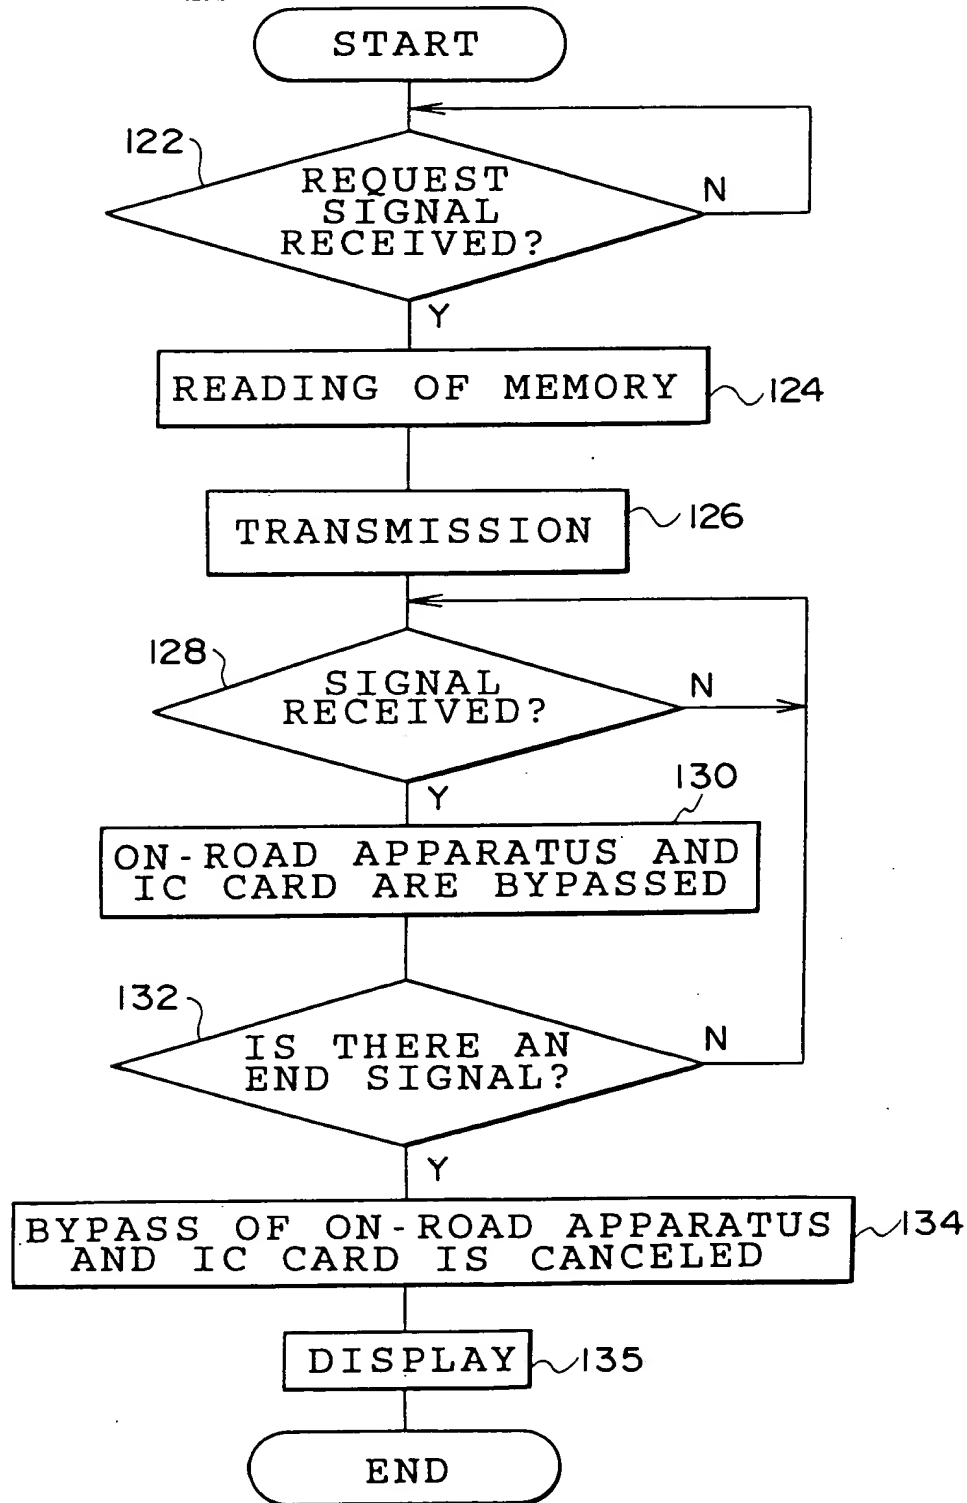 START
122
REQUEST
SIGNAL
RECEIVED?
N
Y
READING OF MEMORY
124
TRANSMISSION
126
128
SIGNAL
RECEIVED?
N
Y
130
ON-ROAD APPARATUS AND
IC CARD ARE BYPASSED
132
IS THERE AN
END SIGNAL?
N
Y
BYPASS OF ON-ROAD APPARATUS
AND IC CARD IS CANCELED
134
DISPLAY
135
END